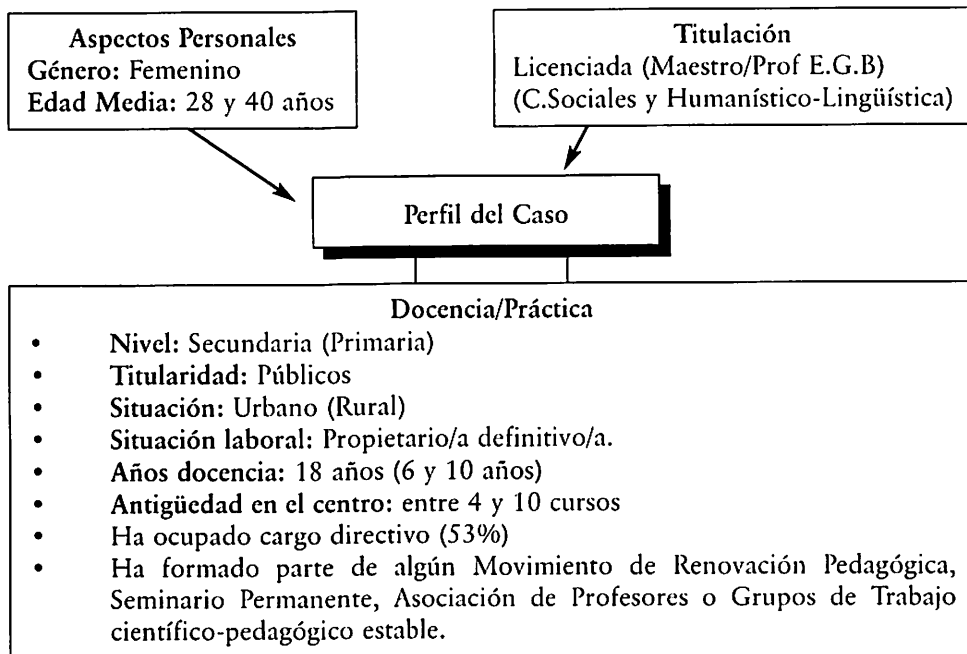 Aspectos Personales
Género: Femenino
Edad Media: 28 y 40 años
Titulación
Licenciada (Maestro/Prof E.G.B)
(C.Sociales y Humanístico-Lingüística)
Perfil del Caso
Docencia/Práctica
• Nivel: Secundaria (Primaria)
• Titularidad: Públicos
• Situación: Urbano (Rural)
• Situación laboral: Propietario/a definitivo/a.
• Años docencia: 18 años (6 y 10 años)
• Antigüedad en el centro: entre 4 y 10 cursos
• Ha ocupado cargo directivo (53%)
• Ha formado parte de algún Movimiento de Renovación Pedagógica,
Seminario Permanente, Asociación de Profesores o Grupos de Trabajo
científico-pedagógico estable.